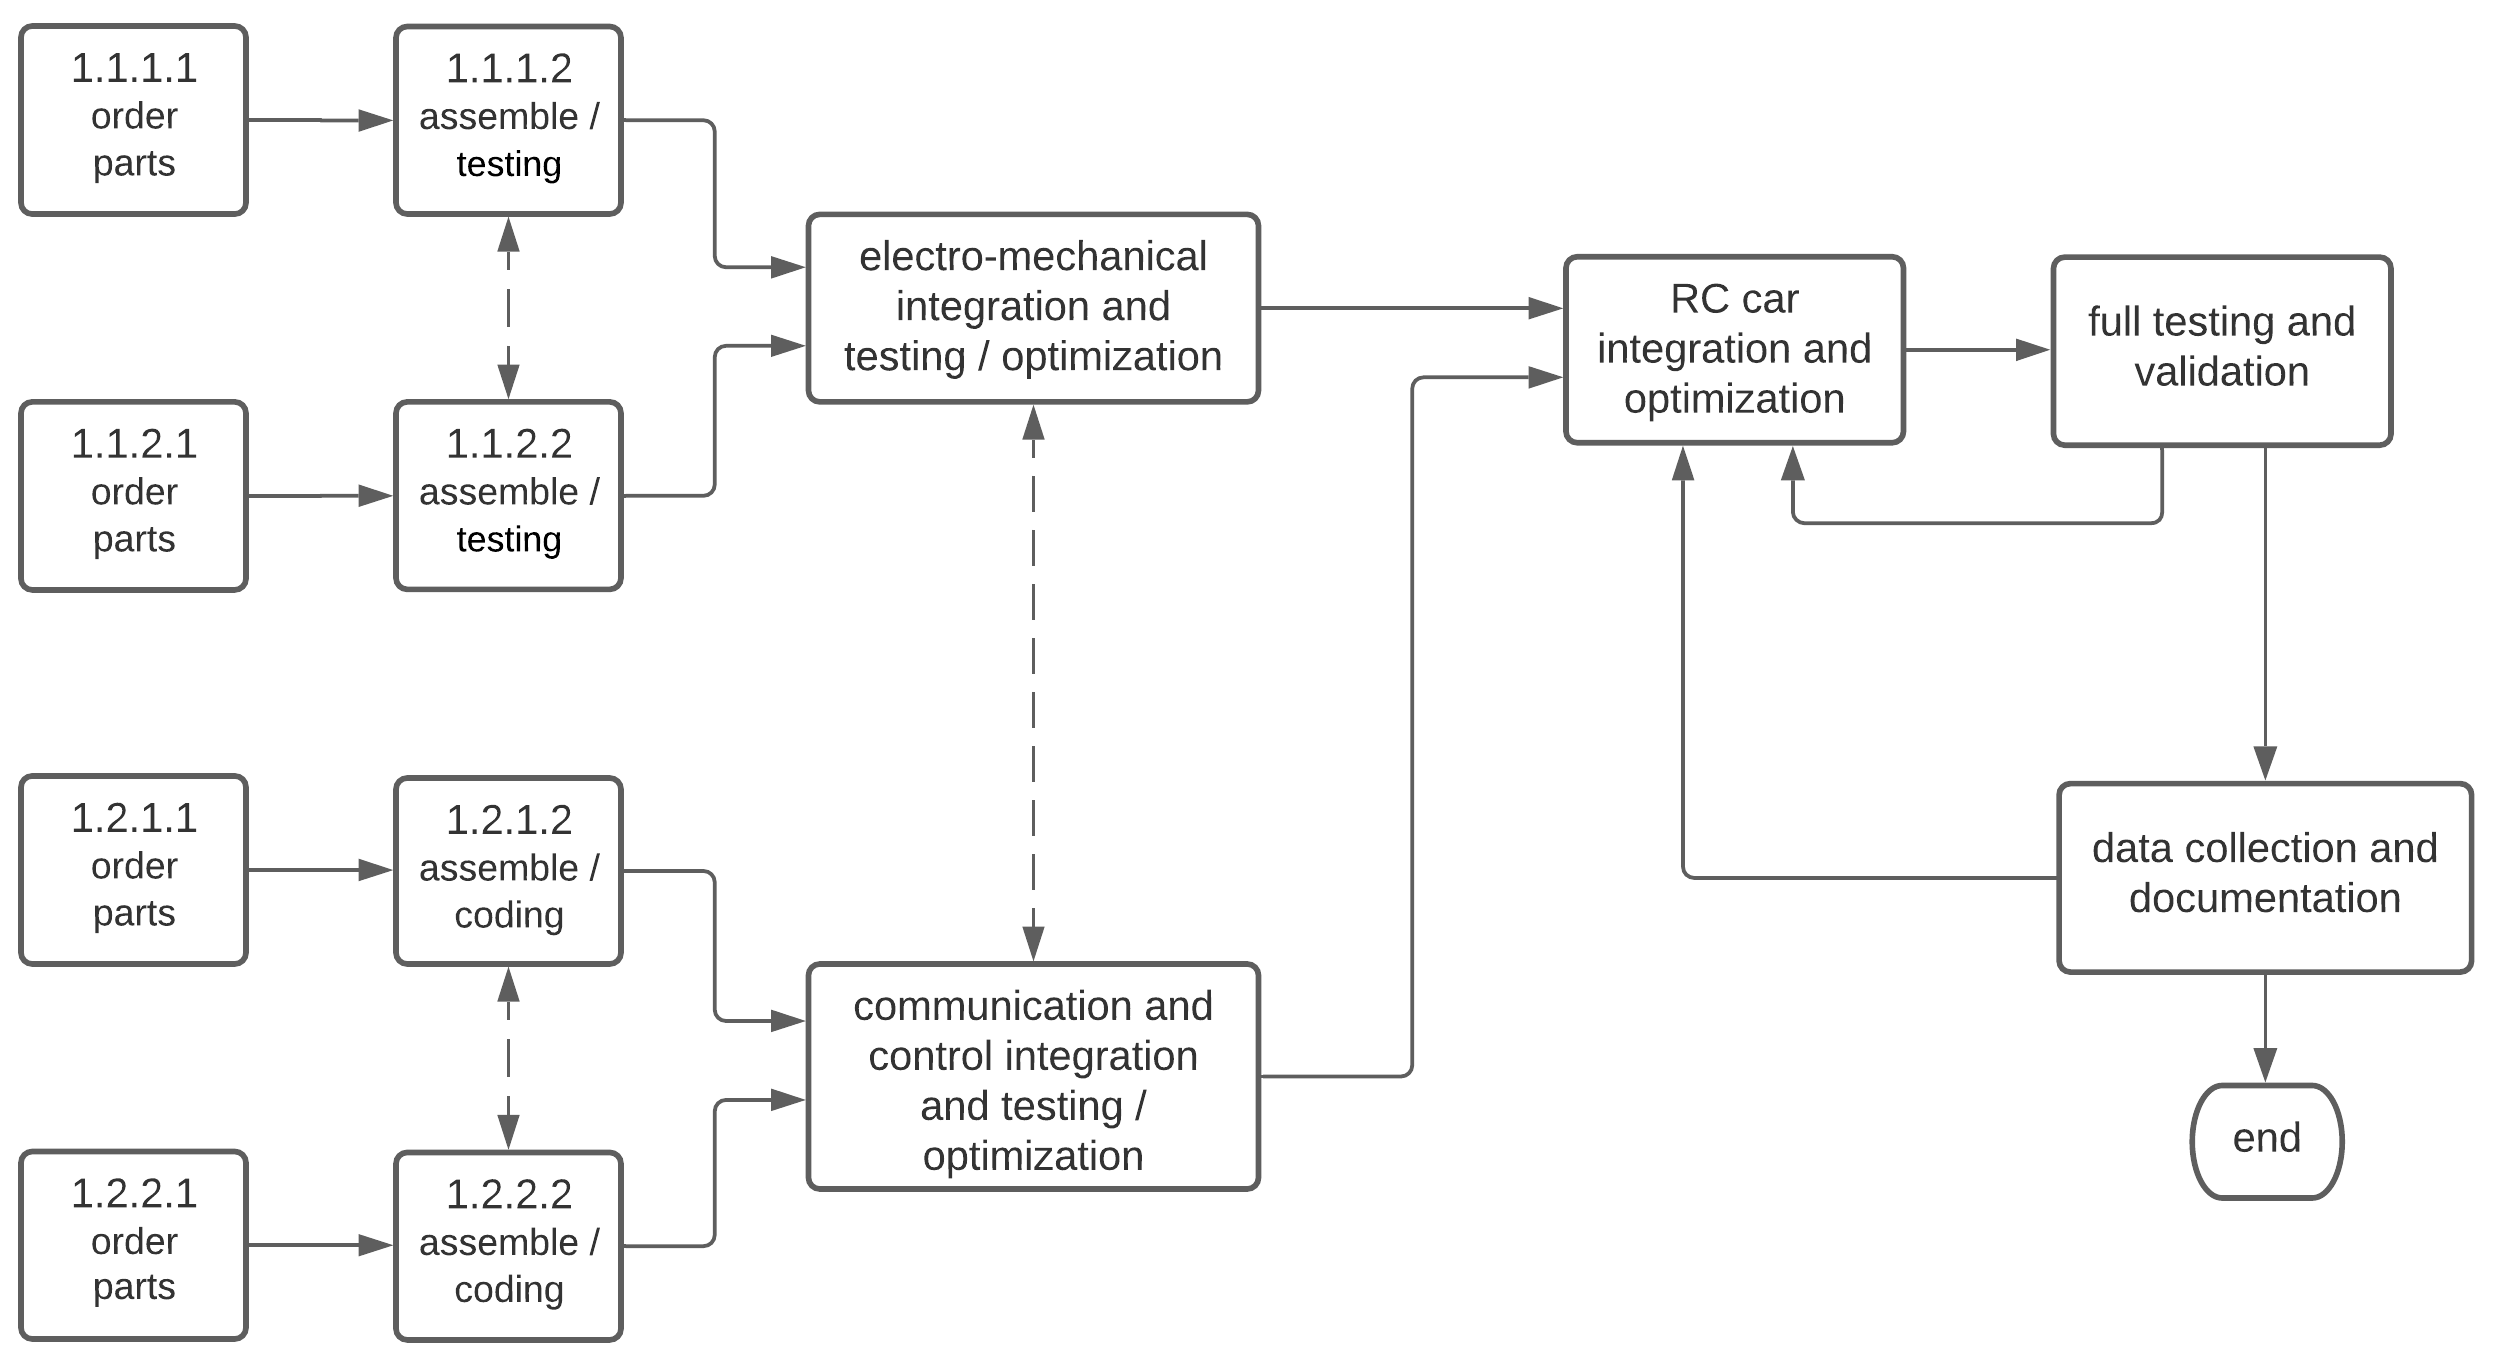 1.1.1.1
order
parts
1.1.1.2
assemble /
testing
1.1.2.1
order
parts
1.1.2.2
assemble /
testing
electro-mechanical
integration and
testing / optimization
1.2.1.1
order
parts
1.2.1.2
assemble /
coding
1.2.2.1
order
parts
1.2.2.2
assemble /
coding
communication and
control integration
and testing /
optimization
RC car
integration and
optimization
full testing and
validation
data collection and
documentation
end